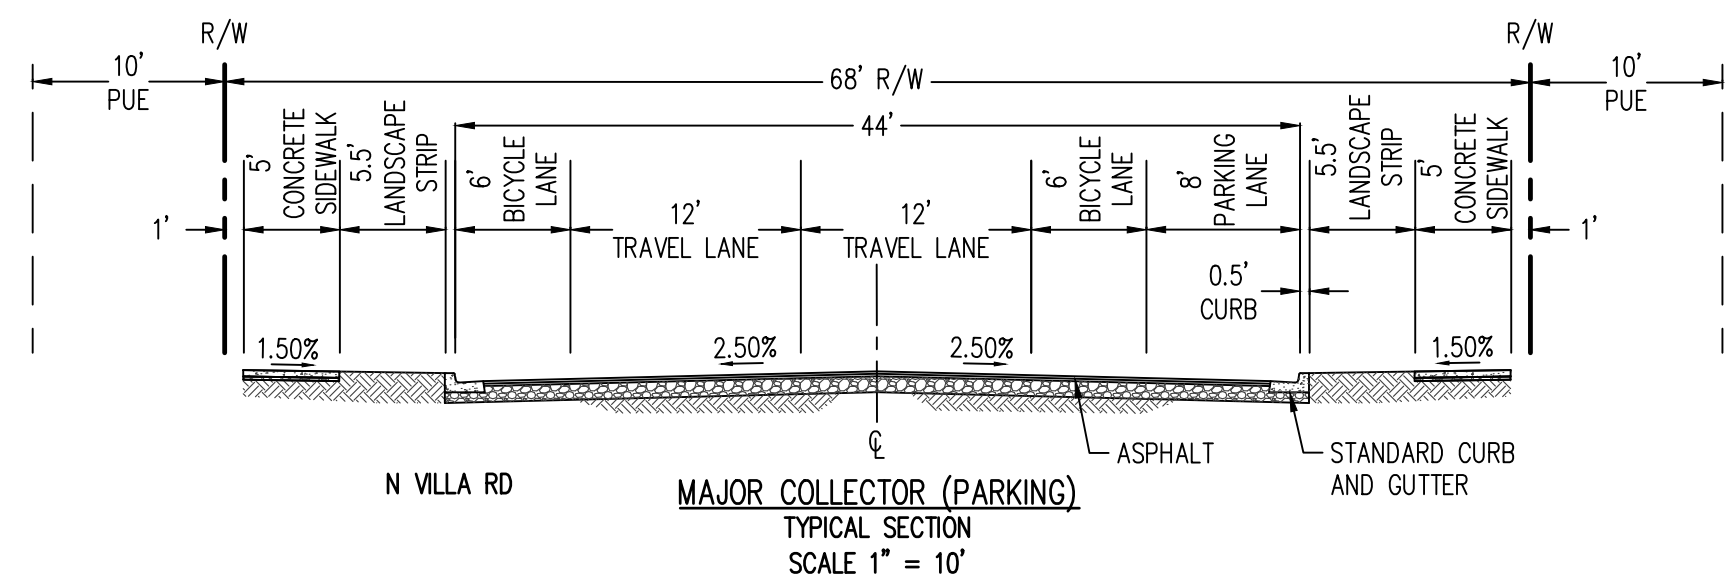 R/W
R/W
10'
PUE
68' R/W
10'
PUE
44'
5'
CONCRETE
SIDEWALK
5.5'
LANDSCAPE
STRIP
6'
BICYCLE
LANE
6'
BICYCLE
LANE
8'
PARKING
LANE
5.5'
LANDSCAPE
STRIP
5'
CONCRETE
SIDEWALK
1'
12'
TRAVEL LANE
12'
TRAVEL LANE
1'
0.5'
CURB
1.50%
2.50%
2.50%
1.50%
℄
ASPHALT
STANDARD CURB
AND GUTTER
N VILLA RD
MAJOR COLLECTOR (PARKING)
TYPICAL SECTION
SCALE 1" = 10'